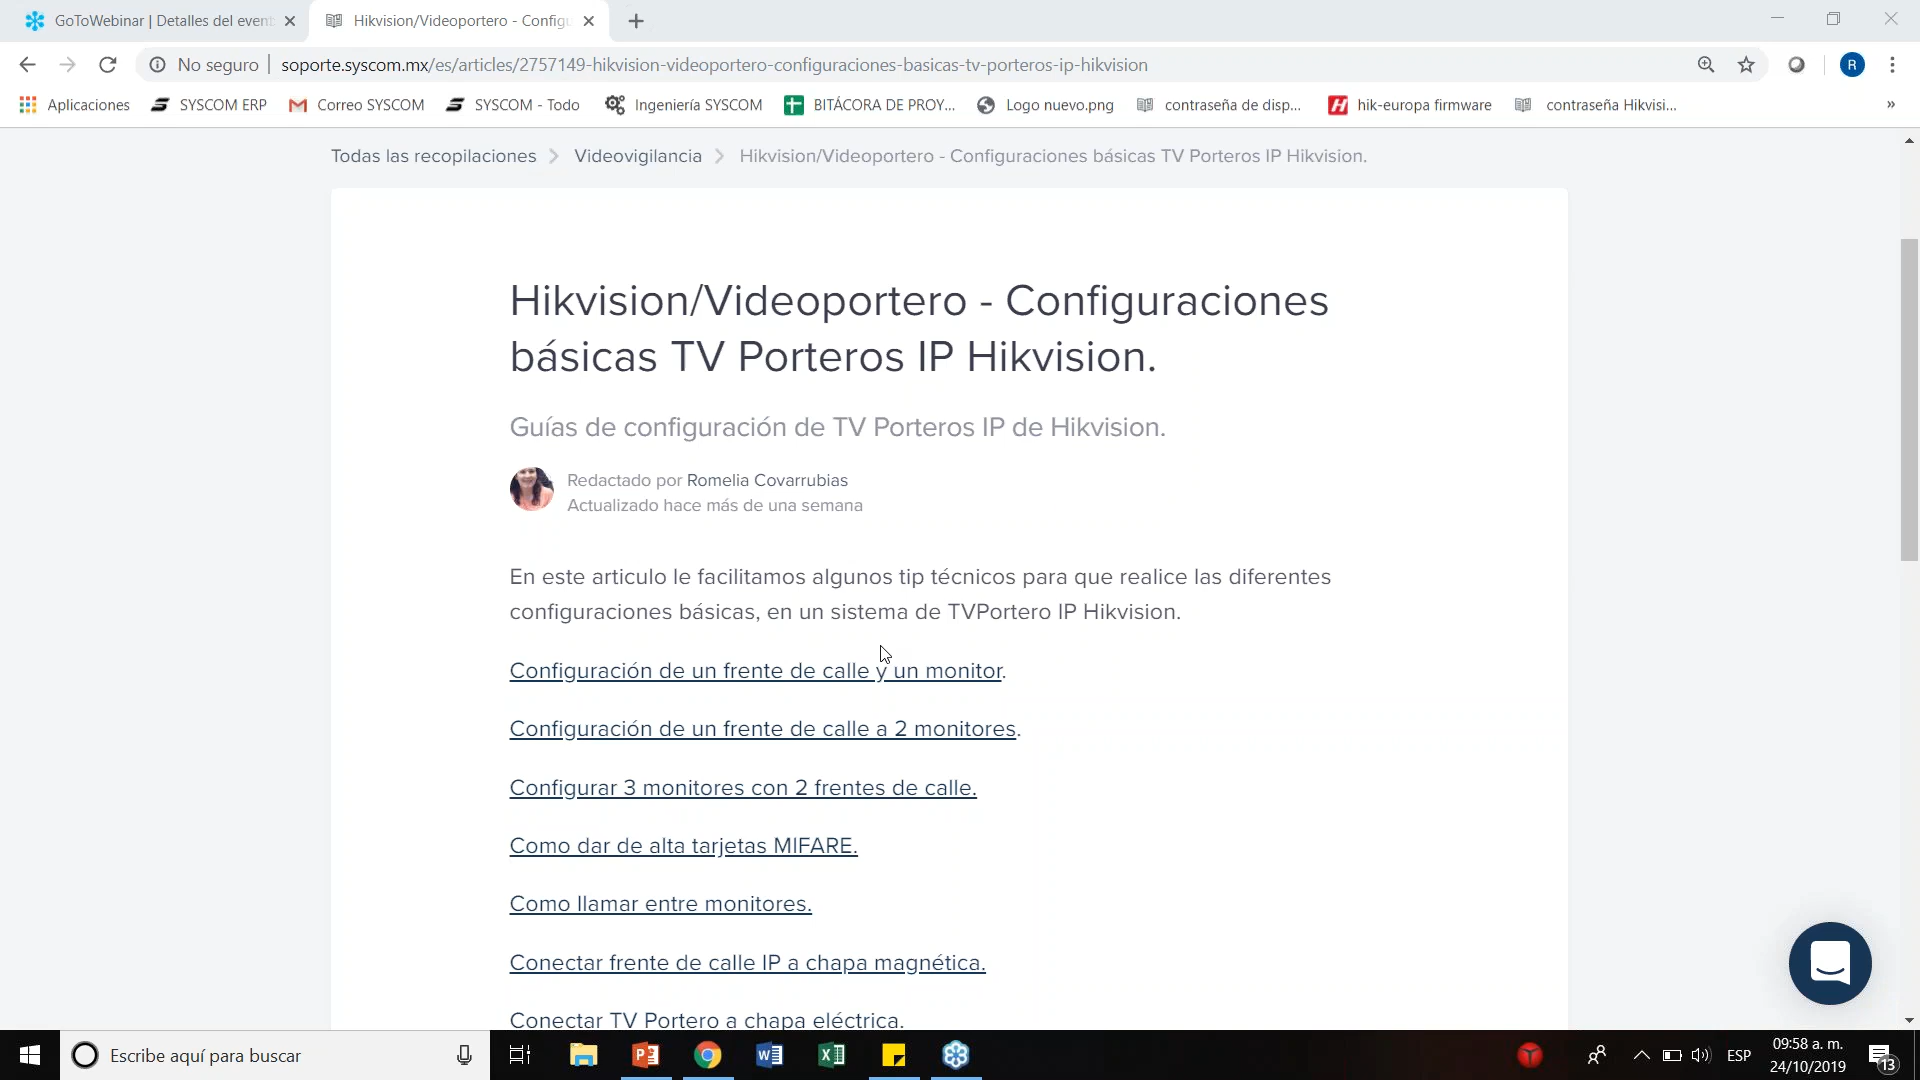 GoToWebinar | Detalles del event
Hikvision/Videoportero - Config
No seguro | soporte.syscom.mx/es/articles/2757149-hikvision-videoportero-configuraciones-basicas-tv-porteros-ip-hikvision
R
Aplicaciones SYSCOM ERP Correo SYSCOM SYSCOM - Todo Ingeniería SYSCOM BITÁCORA DE PROY... Logo nuevo.png contraseña de disp... hik-europa firmware contraseña Hikvisi... »
Todas las recopilaciones Videovigilancia Hikvision/Videoportero - Configuraciones básicas TV Porteros IP Hikvision.
Hikvision/Videoportero - Configuraciones
básicas TV Porteros IP Hikvision.
Guías de configuración de TV Porteros IP de Hikvision.
Redactado por Romelia Covarrubias
Actualizado hace más de una semana
En este articulo le facilitamos algunos tip técnicos para que realice las diferentes
configuraciones básicas, en un sistema de TVPortero IP Hikvision.
Configuración de un frente de calle y un monitor.
Configuración de un frente de calle a 2 monitores.
Configurar 3 monitores con 2 frentes de calle.
Como dar de alta tarjetas MIFARE.
Como llamar entre monitores.
Conectar frente de calle IP a chapa magnética.
Conectar TV Portero a chapa eléctrica.
Escribe aquí para buscar
ESP
09:58 a. m.
24/10/2019
13